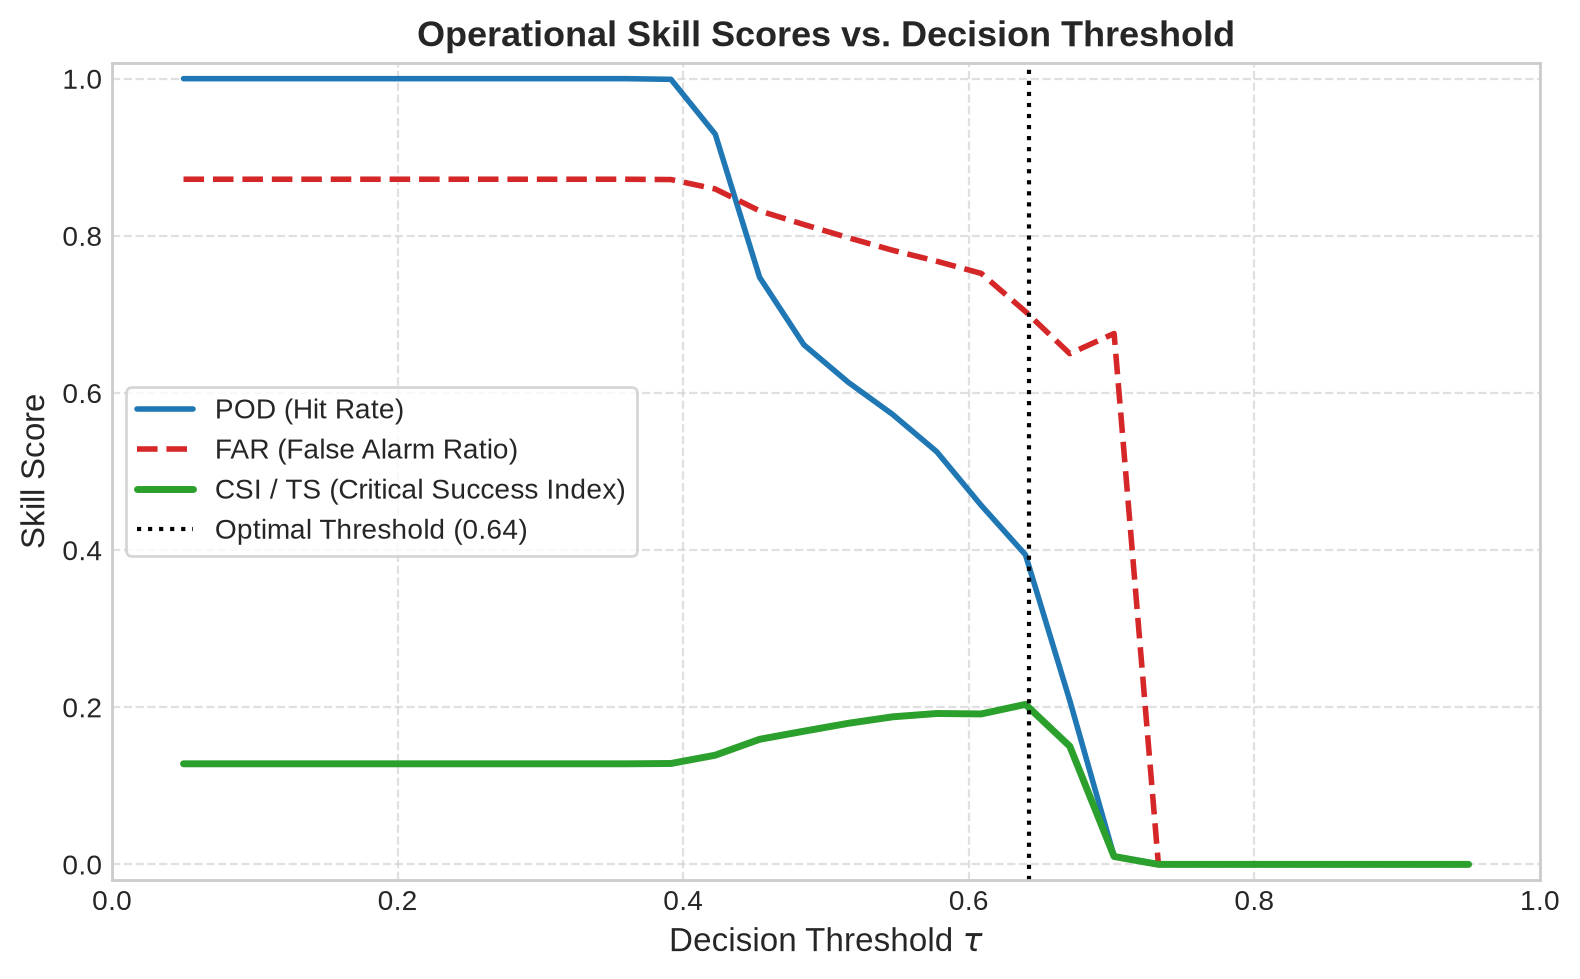 Operational Skill Scores vs. Decision Threshold
Skill Score
1.0
0.8
0.6
0.4
0.2
0.0
POD (Hit Rate)
FAR (False Alarm Ratio)
CSI / TS (Critical Success Index)
Optimal Threshold (0.64)
0.0 0.2 0.4 0.6 0.8 1.0
Decision Threshold τ